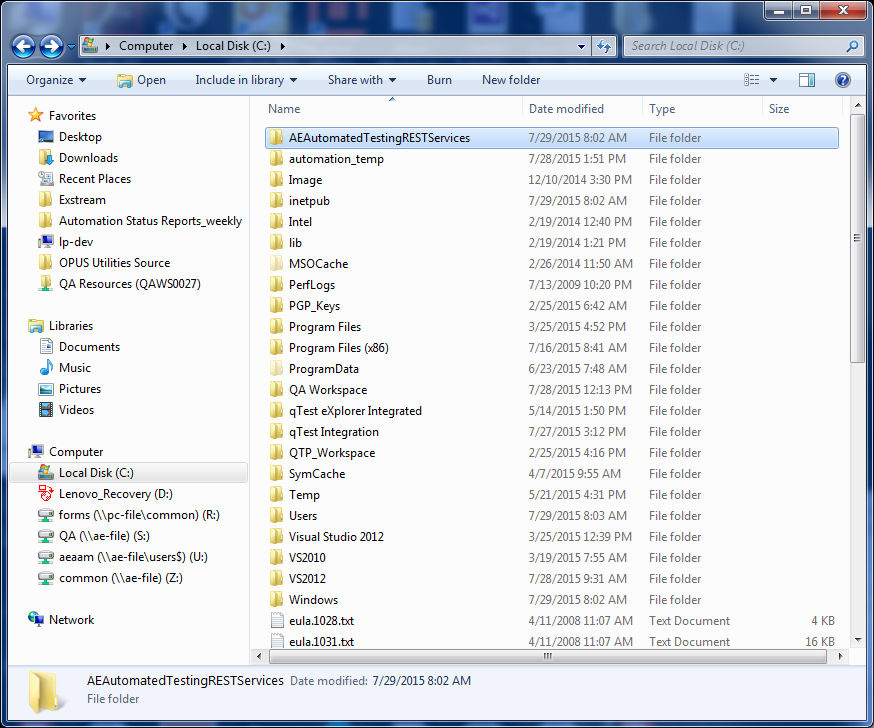 Computer Local Disk (C:)
Search Local Disk (C:)
Organize Open Include in library Share with Burn New folder
Favorites
Desktop
Downloads
Recent Places
Exstream
Automation Status Reports_weekly
lp-dev
OPUS Utilities Source
QA Resources (QAWS0027)
Libraries
Documents
Music
Pictures
Videos
Computer
Local Disk (C:)
Lenovo_Recovery (D:)
forms (\\pc-file\common) (R:)
QA (\\ae-file) (S:)
aeaam (\\ae-file\users$) (U:)
common (\\ae-file) (Z:)
Network
Name Date modified Type Size
AEAutomatedTestingRESTServices 7/29/2015 8:02 AM File folder
automation_temp 7/28/2015 1:51 PM File folder
Image 12/10/2014 3:30 PM File folder
inetpub 7/29/2015 8:02 AM File folder
Intel 2/19/2014 12:40 PM File folder
lib 2/19/2014 1:21 PM File folder
MSOCache 2/26/2014 11:50 AM File folder
PerfLogs 7/13/2009 10:20 PM File folder
PGP_Keys 2/25/2015 6:42 AM File folder
Program Files 3/25/2015 4:52 PM File folder
Program Files (x86) 7/16/2015 8:41 AM File folder
ProgramData 6/23/2015 7:48 AM File folder
QA Workspace 7/28/2015 12:13 PM File folder
qTest eXplorer Integrated 5/14/2015 1:50 PM File folder
qTest Integration 7/27/2015 3:12 PM File folder
QTP_Workspace 2/25/2015 4:16 PM File folder
SymCache 4/7/2015 9:55 AM File folder
Temp 5/21/2015 4:31 PM File folder
Users 7/29/2015 8:03 AM File folder
Visual Studio 2012 3/25/2015 12:39 PM File folder
VS2010 3/19/2015 7:55 AM File folder
VS2012 7/28/2015 9:31 AM File folder
Windows 7/29/2015 8:02 AM File folder
eula.1028.txt 4/11/2008 11:07 AM Text Document 4 KB
eula.1031.txt 4/11/2008 11:07 AM Text Document 16 KB
AEAutomatedTestingRESTServices Date modified: 7/29/2015 8:02 AM
File folder